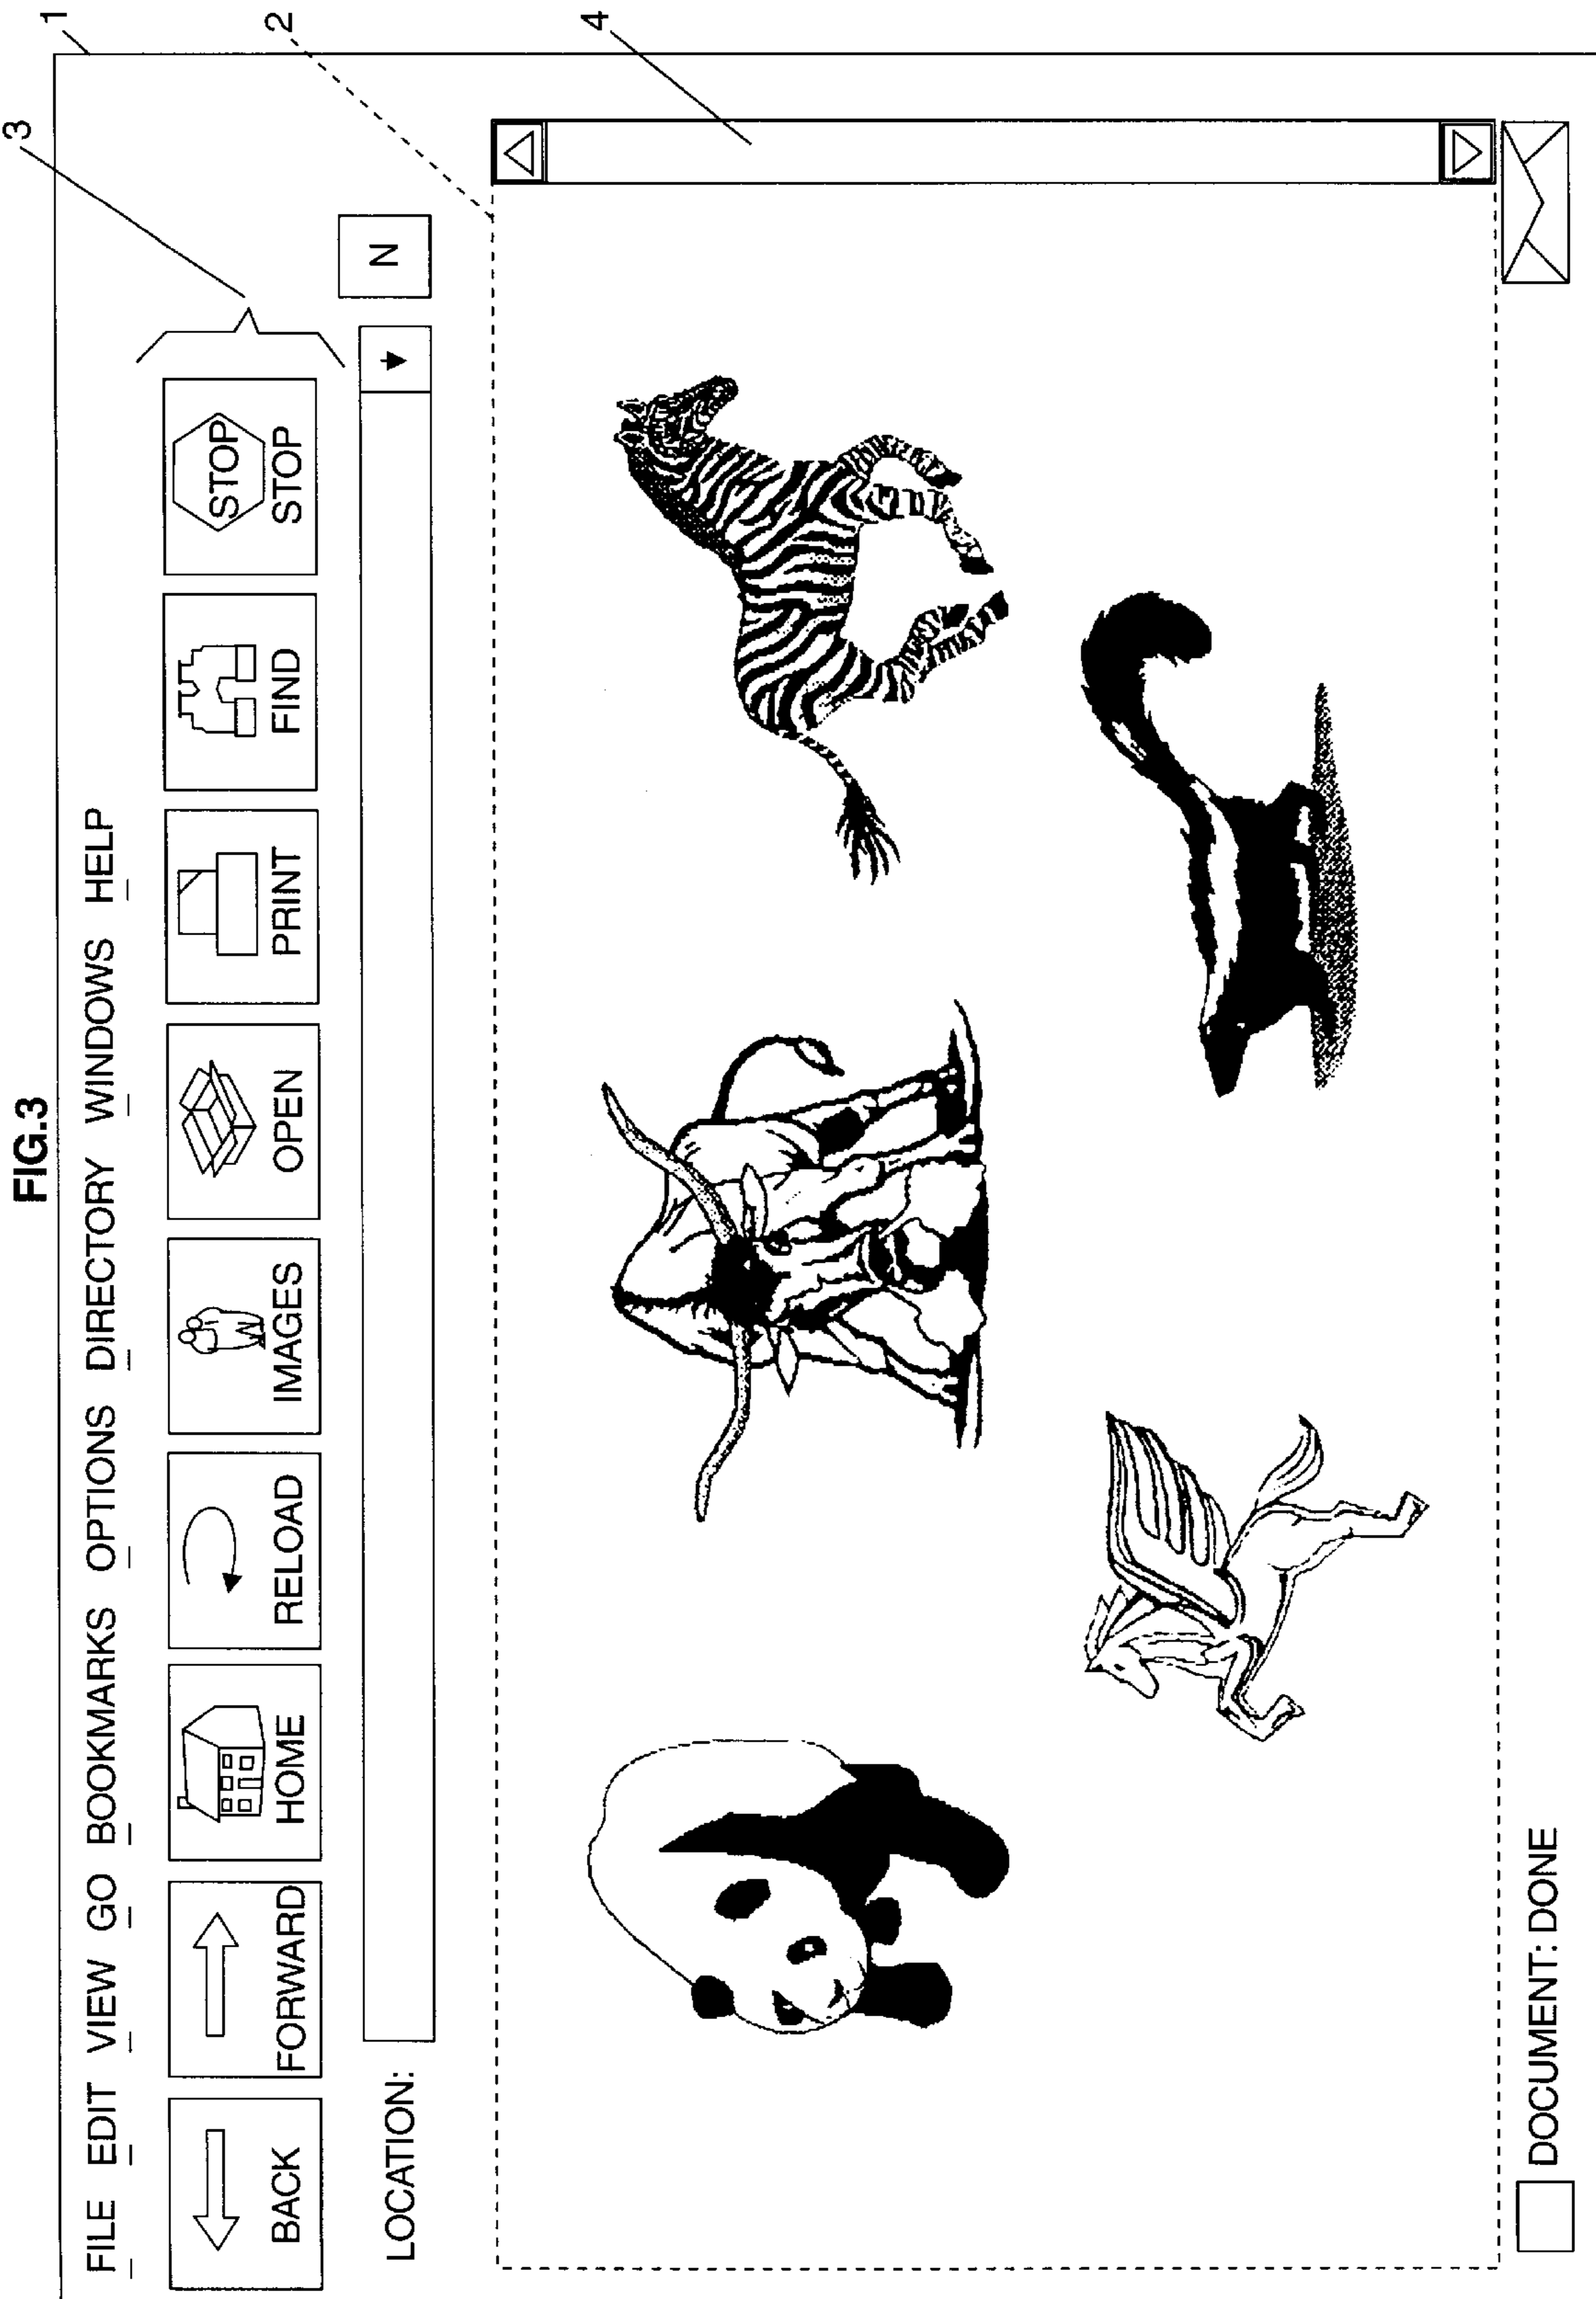 FIG.3
1
2
3
4
FILE EDIT VIEW GO BOOKMARKS OPTIONS DIRECTORY WINDOWS HELP
STOP
BACK FORWARD HOME RELOAD IMAGES OPEN PRINT FIND STOP
LOCATION:
N
DOCUMENT: DONE